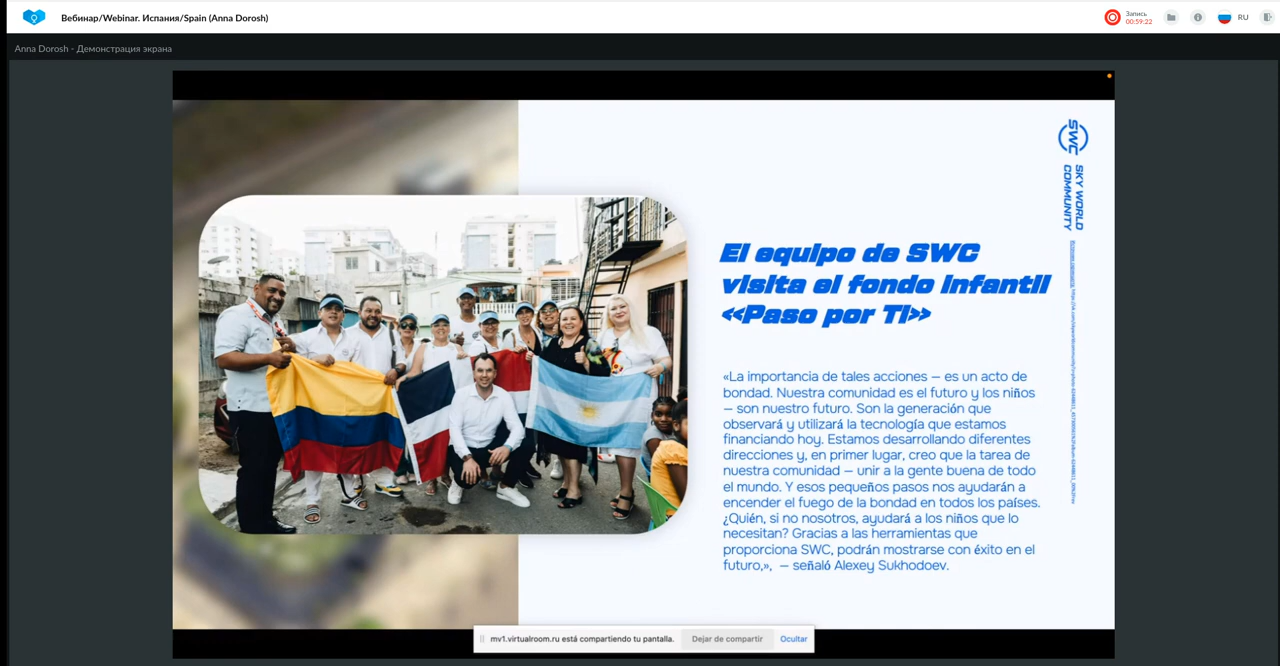 Вебинар/Webinar. Испания/Spain (Anna Dorosh)
Запись
00:59:22
RU
Anna Dorosh - Демонстрация экрана
SWC
SKY WORLD
COMMUNITY
El equipo de SWC
visita el fondo infantil
«Paso por Ti»
«La importancia de tales acciones — es un acto de
bondad. Nuestra comunidad es el futuro y los niños
— son nuestro futuro. Son la generación que
observará y utilizará la tecnología que estamos
financiando hoy. Estamos desarrollando diferentes
direcciones y, en primer lugar, creo que la tarea de
nuestra comunidad — unir a la gente buena de todo
el mundo. Y esos pequeños pasos nos ayudarán a
encender el fuego de la bondad en todos los países.
¿Quién, si no nosotros, ayudará a los niños que lo
necesitan? Gracias a las herramientas que
proporciona SWC, podrán mostrarse con éxito en el
futuro,», — señaló Alexey Sukhodoev.
mv1.virtualroom.ru está compartiendo tu pantalla.
Dejar de compartir
Ocultar